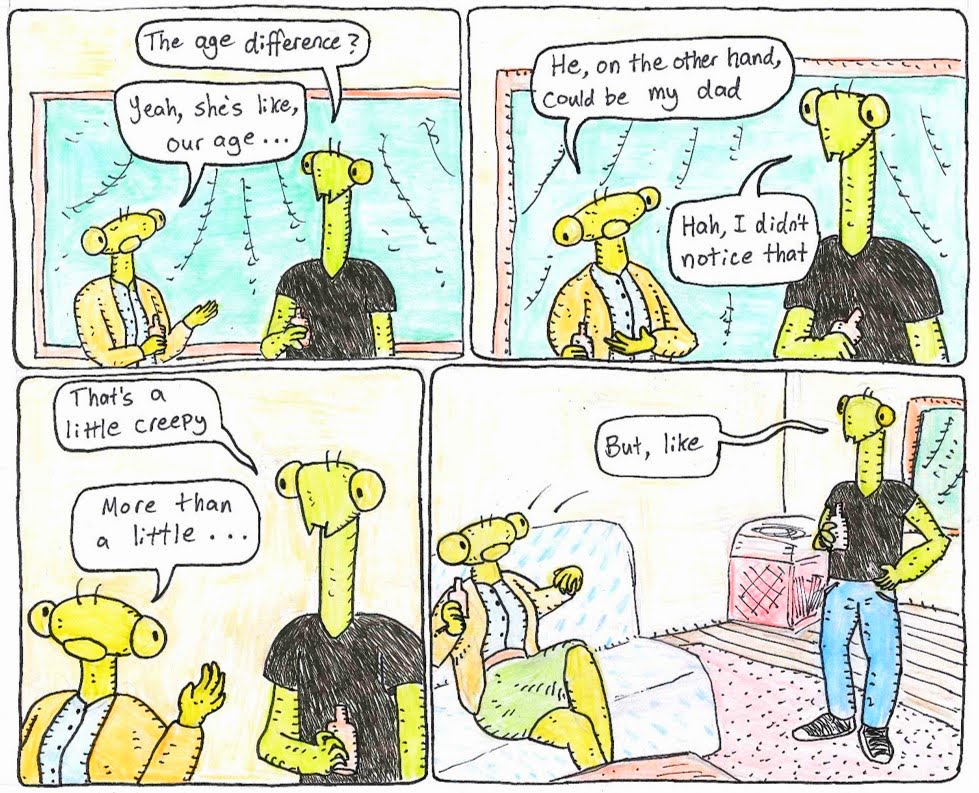 The age difference?
Yeah, she's like,
our age...
He, on the other hand,
could be my dad
Hah, I didn't
notice that
That's a
little creepy
More than
a little...
But, like